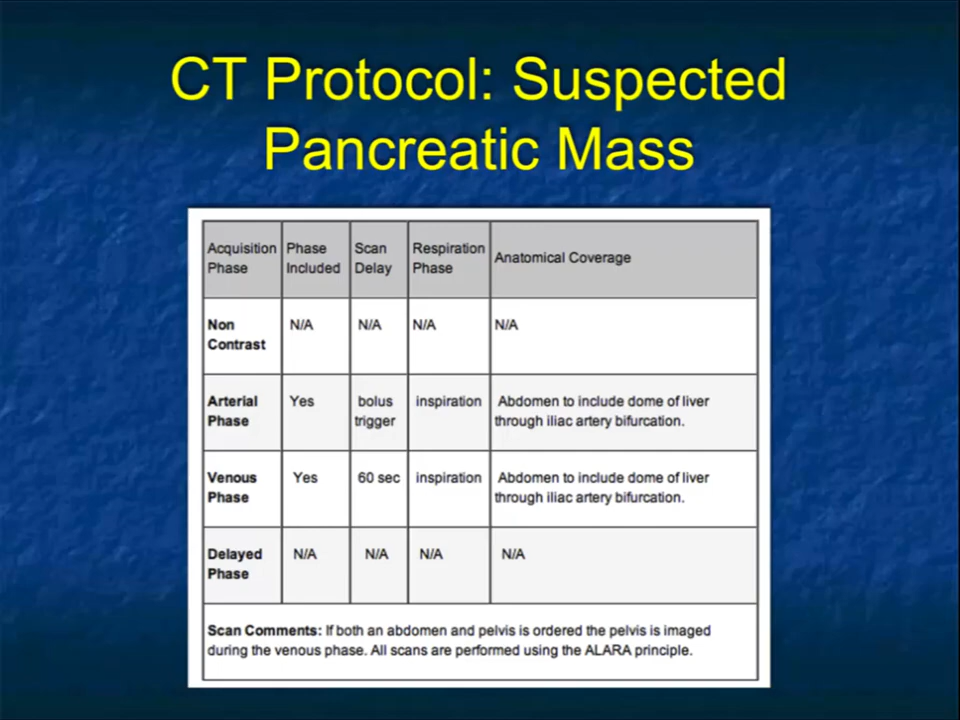 CT Protocol: Suspected
Pancreatic Mass
Acquisition Phase Scan Respiration Anatomical Coverage
Phase Included Delay Phase
Non N/A N/A N/A N/A
Contrast
Arterial Yes bolus inspiration Abdomen to include dome of liver
Phase trigger through iliac artery bifurcation.
Venous Yes 60 sec inspiration Abdomen to include dome of liver
Phase through iliac artery bifurcation.
Delayed N/A N/A N/A N/A
Phase
Scan Comments: If both an abdomen and pelvis is ordered the pelvis is imaged
during the venous phase. All scans are performed using the ALARA principle.